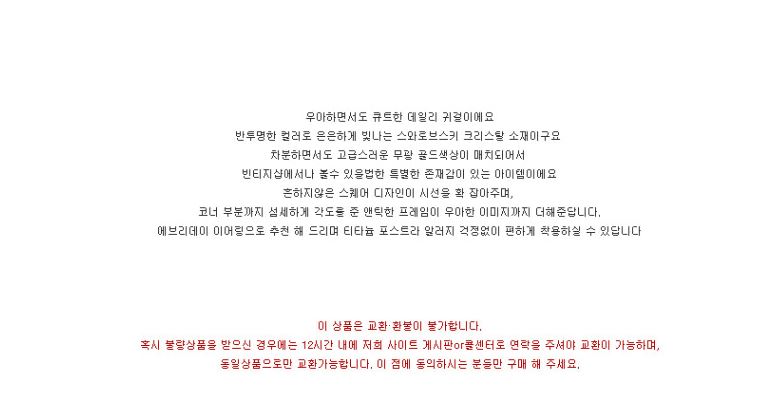 우아하면서도 큐트한 데일리 귀걸이에요
반투명한 컬러로 은은하게 빛나는 스와로브스키 크리스탈 소재이구요
차분하면서도 고급스러운 무광 골드색상이 매치되어서
빈티지샵에서나 볼수 있을법한 특별한 존재감이 있는 아이템이에요
흔하지않은 스퀘어 디자인이 시선을 확 잡아주며,
코너 부분까지 섬세하게 각도를 준 앤틱한 프레임이 우아한 이미지까지 더해준답니다.
에브리데이 이어링으로 추천 해 드리며 티타늄 포스트라 알러지 걱정없이 편하게 착용하실 수 있답니다
이 상품은 교환·환불이 불가합니다.
혹시 불량상품을 받으신 경우에는 12시간 내에 저희 사이트 게시판or콜센터로 연락을 주셔야 교환이 가능하며,
동일상품으로만 교환가능합니다. 이 점에 동의하시는 분들만 구매 해 주세요.